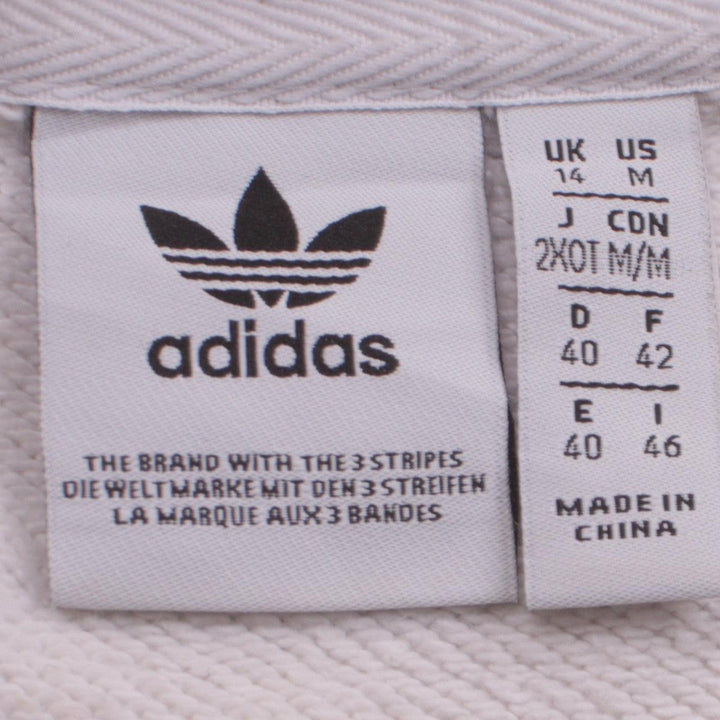 adidas
THE BRAND WITH THE 3 STRIPES
DIE WELTMARKE MIT DEN 3 STREIFEN
LA MARQUE AUX 3 BANDES
UK US
14 M
J CDN
2XOT M/M
D F
40 42
E I
40 46
MADE IN
CHINA